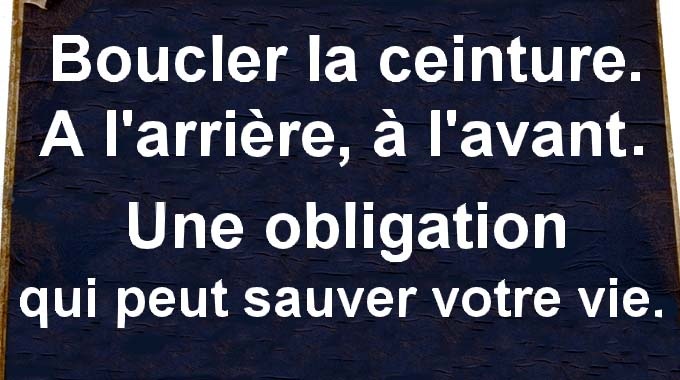 Boucler la ceinture.
A l'arrière, à l'avant.
Une obligation
qui peut sauver votre vie.